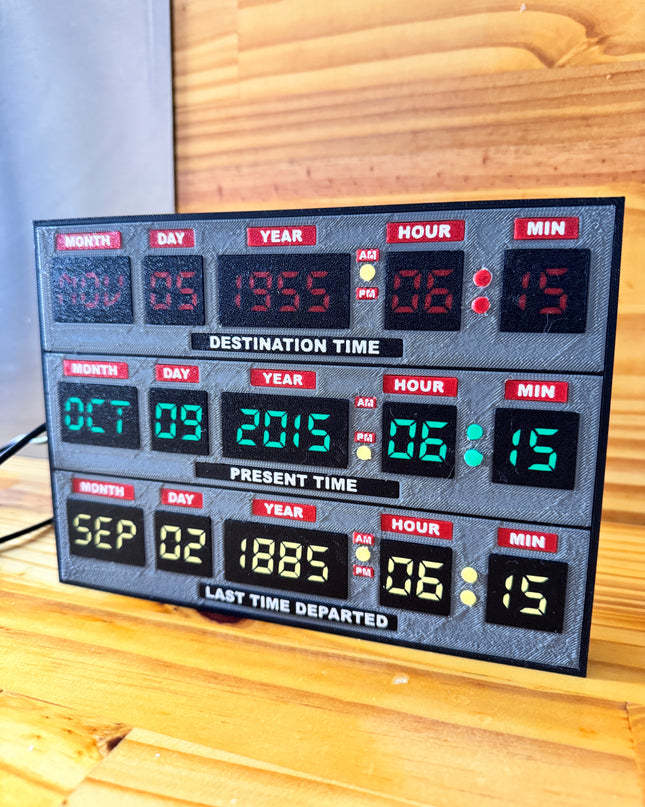 MONTH DAY YEAR AM HOUR MIN
NOV 05 1955 PM 06 15
DESTINATION TIME
MONTH DAY YEAR AM HOUR MIN
OCT 09 2015 PM 06 15
PRESENT TIME
MONTH DAY YEAR AM HOUR MIN
SEP 02 1885 PM 06 15
LAST TIME DEPARTED